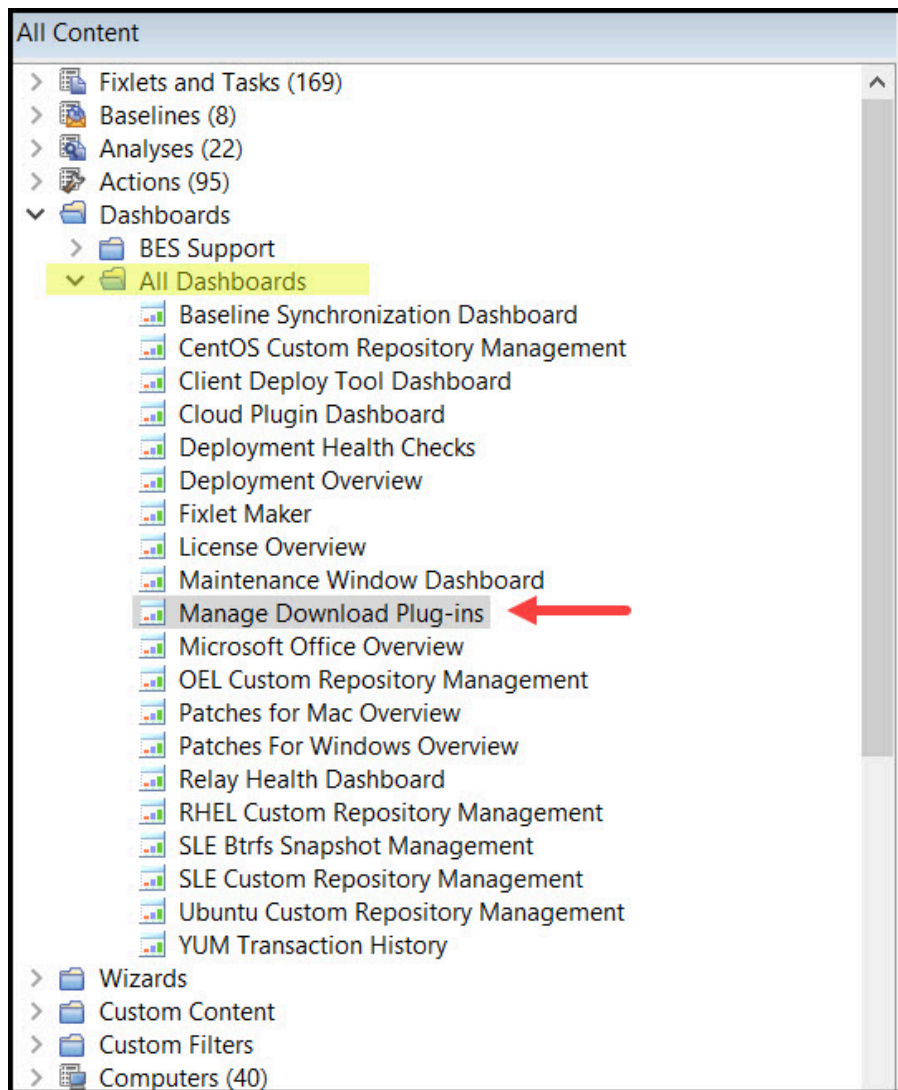 All Content
Fixlets and Tasks (169)
Baselines (8)
Analyses (22)
Actions (95)
Dashboards
BES Support
All Dashboards
Baseline Synchronization Dashboard
CentOS Custom Repository Management
Client Deploy Tool Dashboard
Cloud Plugin Dashboard
Deployment Health Checks
Deployment Overview
Fixlet Maker
License Overview
Maintenance Window Dashboard
Manage Download Plug-ins
Microsoft Office Overview
OEL Custom Repository Management
Patches for Mac Overview
Patches For Windows Overview
Relay Health Dashboard
RHEL Custom Repository Management
SLE Btrfs Snapshot Management
SLE Custom Repository Management
Ubuntu Custom Repository Management
YUM Transaction History
Wizards
Custom Content
Custom Filters
Computers (40)